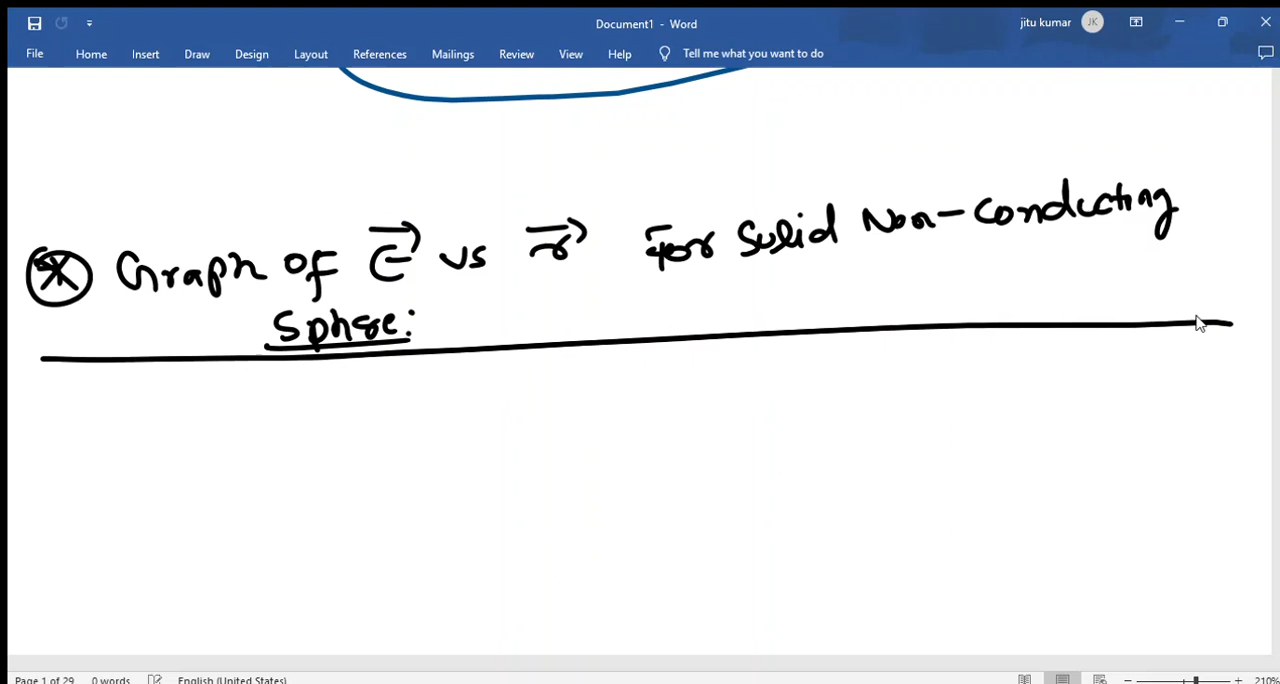 Document1 - Word
jitu kumar
JK
File Home Insert Draw Design Layout References Mailings Review View Help Tell me what you want to do
Graph of E vs r For Solid Non-conducting
Sphere:
Page 1 of 29 0 words English (United States) 210%